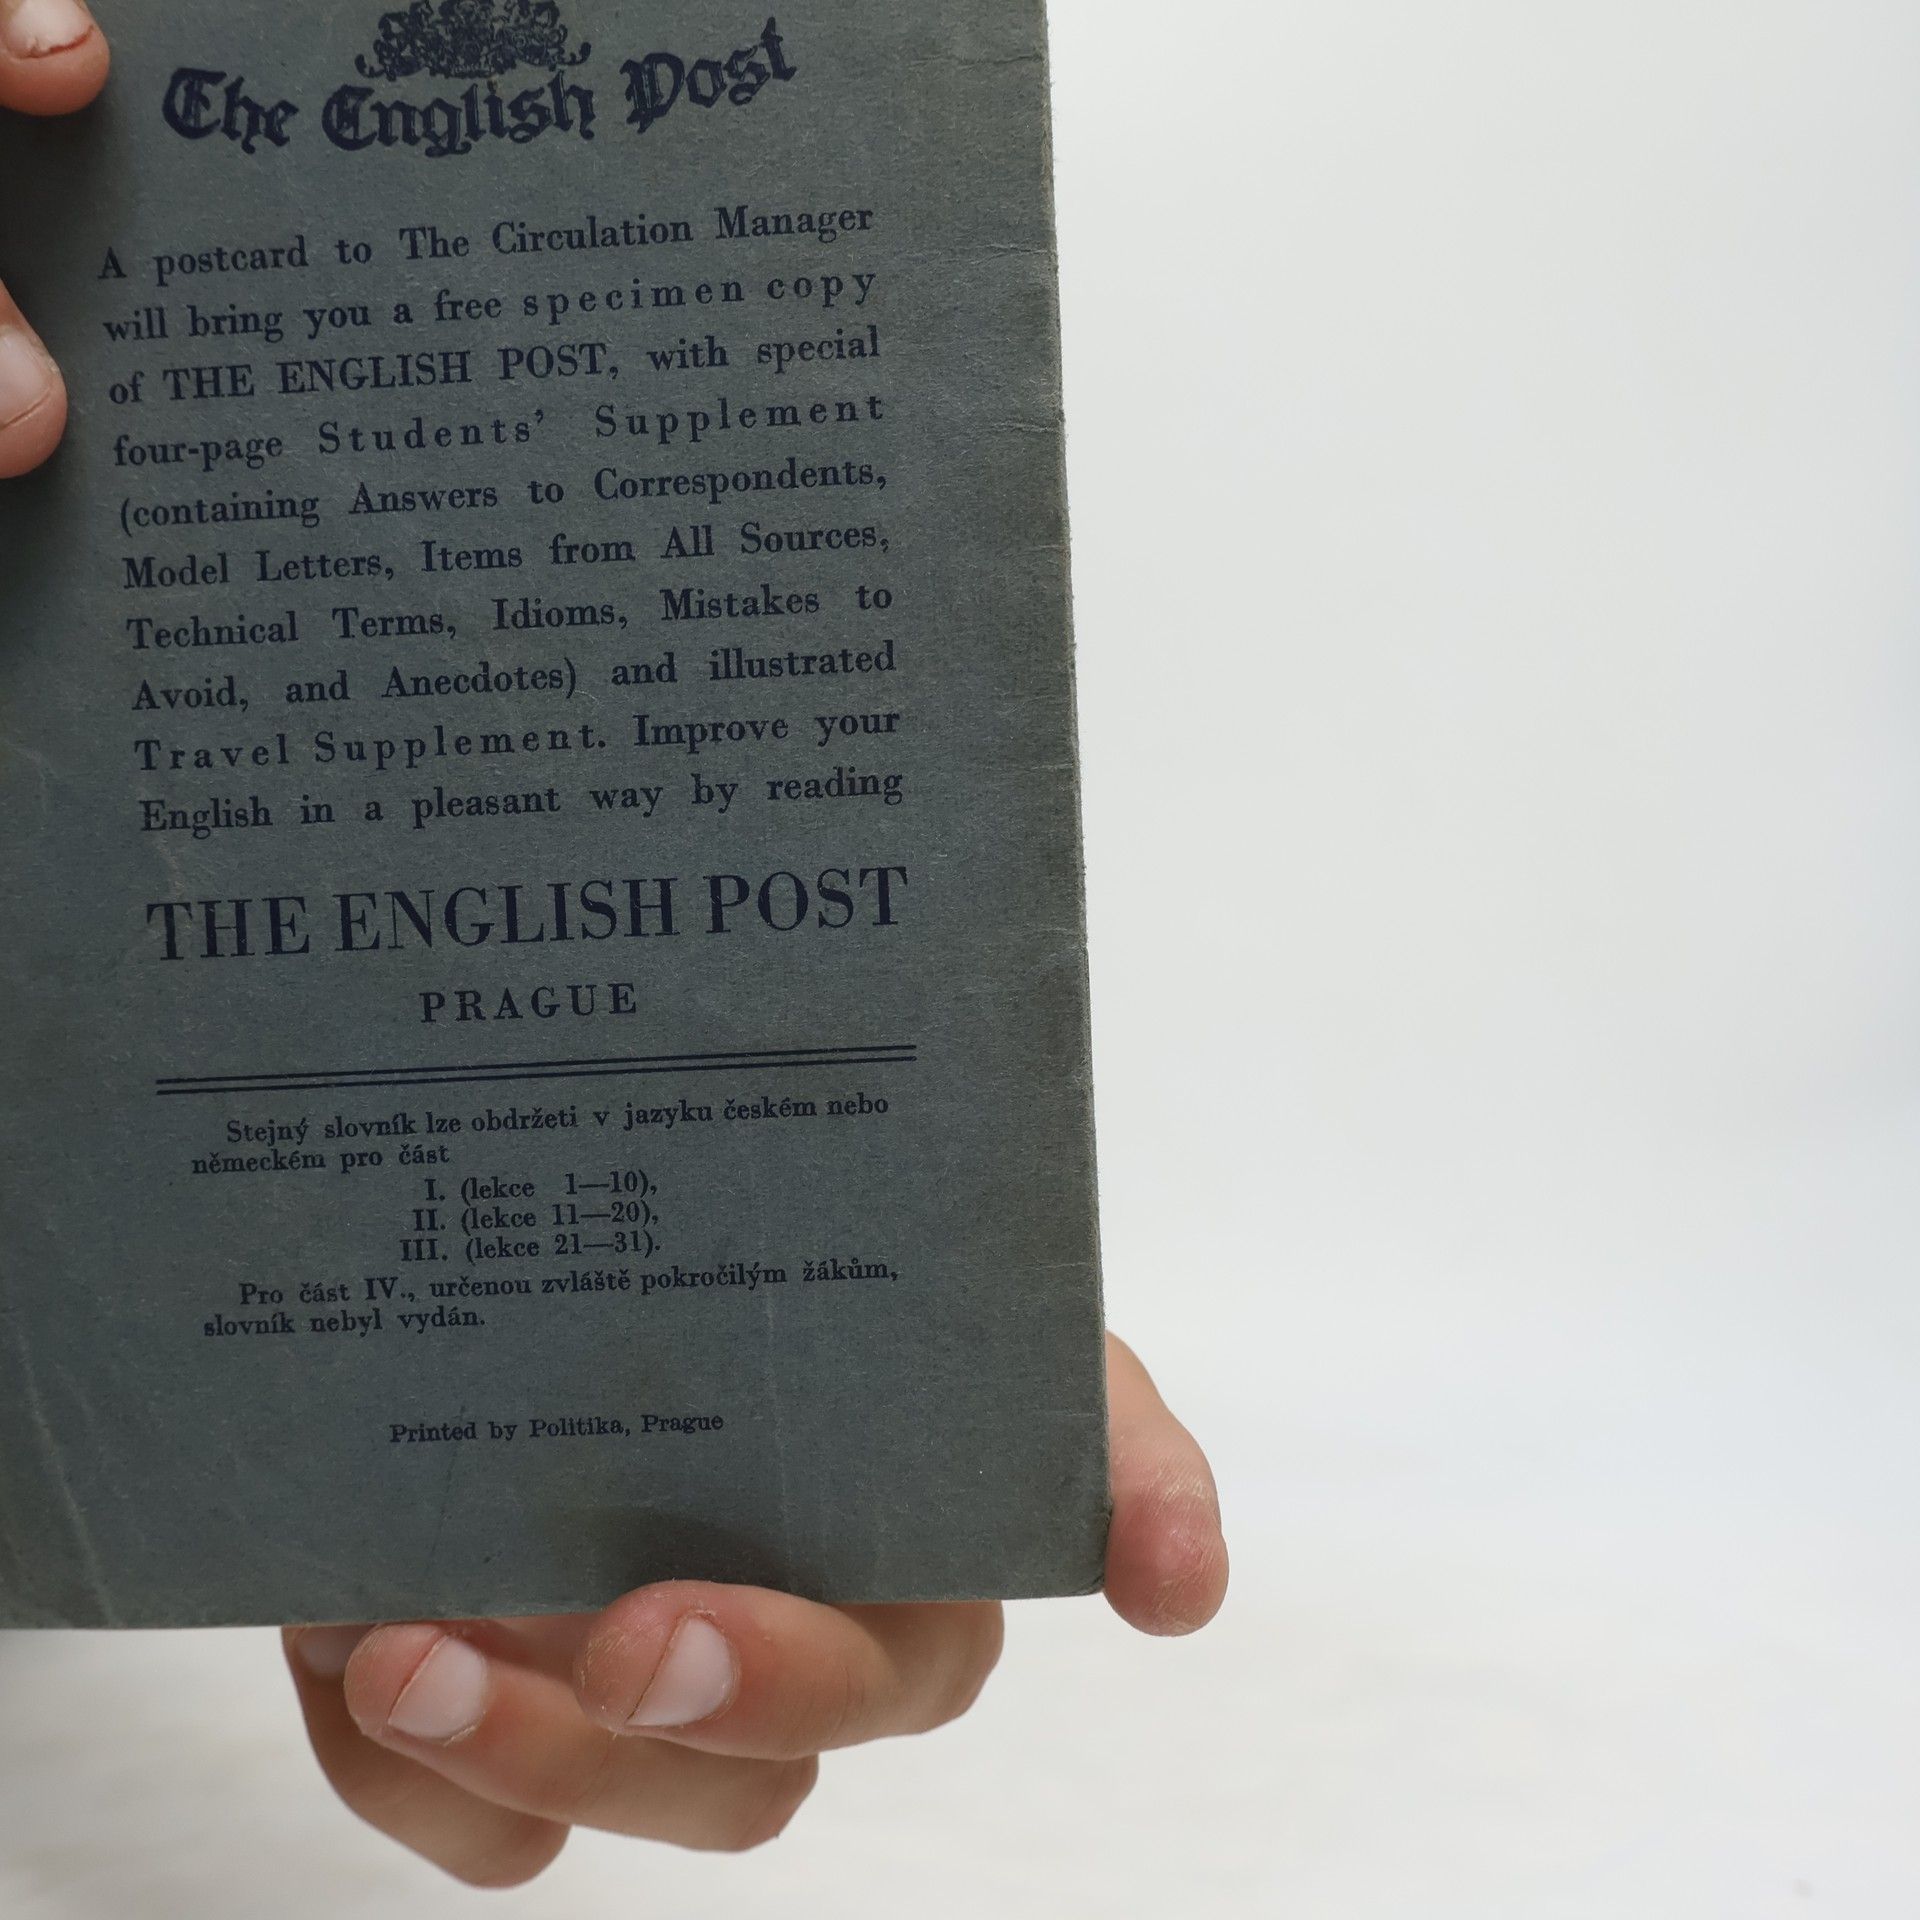 The English Post
A postcard to The Circulation Manager
will bring you a free specimen copy
of THE ENGLISH POST, with special
four-page Students’ Supplement
(containing Answers to Correspondents,
Model Letters, Items from All Sources,
Technical Terms, Idioms, Mistakes to
Avoid, and Anecdotes) and illustrated
Travel Supplement. Improve your
English in a pleasant way by reading
THE ENGLISH POST
PRAGUE
Stejný slovník lze obdržeti v jazyku českém nebo
německém pro část
I. (lekce 1—10),
II. (lekce 11—20),
III. (lekce 21—31).
Pro část IV., určenou zvláště pokročilým žákům,
slovník nebyl vydán.
Printed by Politika, Prague